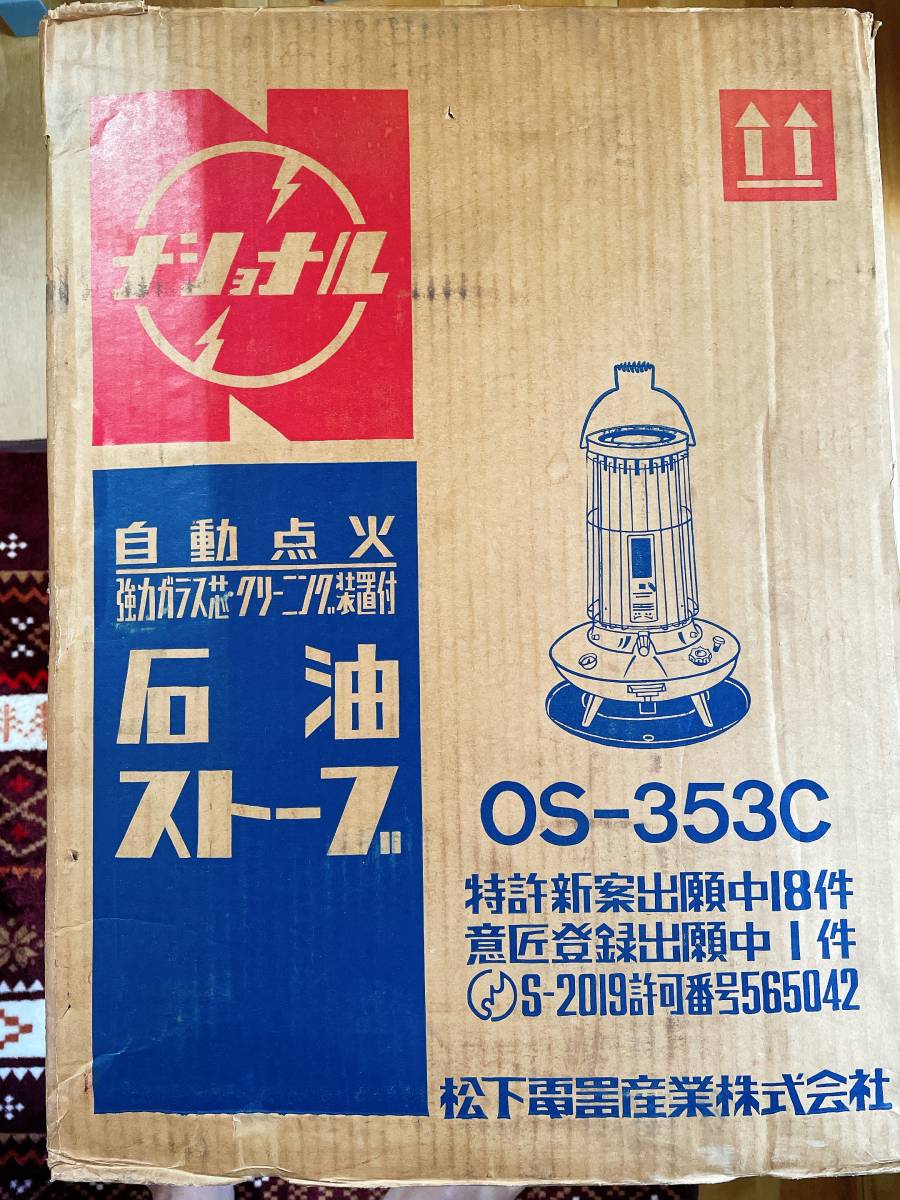 ナショナル
自動点火
強力ガラス芯クリーニング装置付
石油
ストーブ
OS-353C
特許新案出願中18件
意匠登録出願中1件
S-2019許可番号565042
松下電器産業株式会社